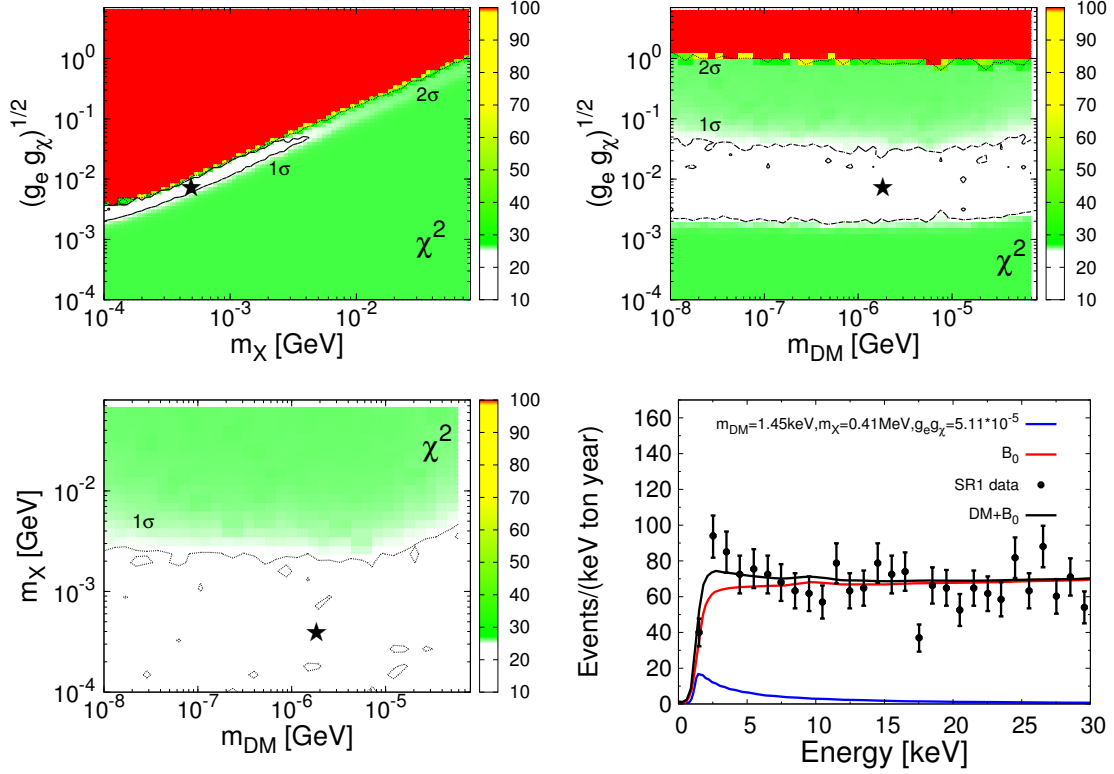 10^0
10^-1
10^-2
10^-3
10^-4
(g_e g_χ)^1/2
2σ
1σ
χ^2
10^-4 10^-3 10^-2
m_X [GeV]
100
90
80
70
60
50
40
30
20
10
10^0
10^-1
10^-2
10^-3
10^-4
(g_e g_χ)^1/2
2σ
1σ
χ^2
10^-8 10^-7 10^-6 10^-5
m_DM [GeV]
100
90
80
70
60
50
40
30
20
10
10^-2
10^-3
10^-4
m_X [GeV]
χ^2
1σ
10^-8 10^-7 10^-6 10^-5
m_DM [GeV]
100
90
80
70
60
50
40
30
20
10
160
140
120
100
80
60
40
20
0
Events/(keV ton year)
m_DM=1.45keV,m_X=0.41MeV,g_eg_χ=5.11*10^-5
B_0
SR1 data
DM+B_0
0 5 10 15 20 25 30
Energy [keV]